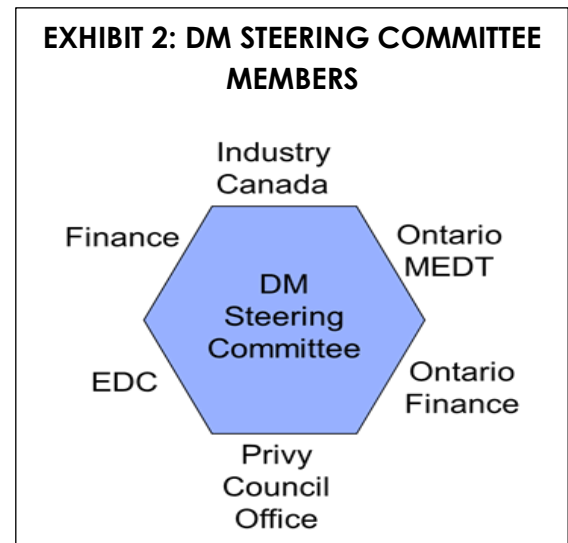 EXHIBIT 2: DM STEERING COMMITTEE
MEMBERS
Industry
Canada
Finance
Ontario
MEDT
DM
Steering
Committee
EDC
Ontario
Finance
Privy
Council
Office